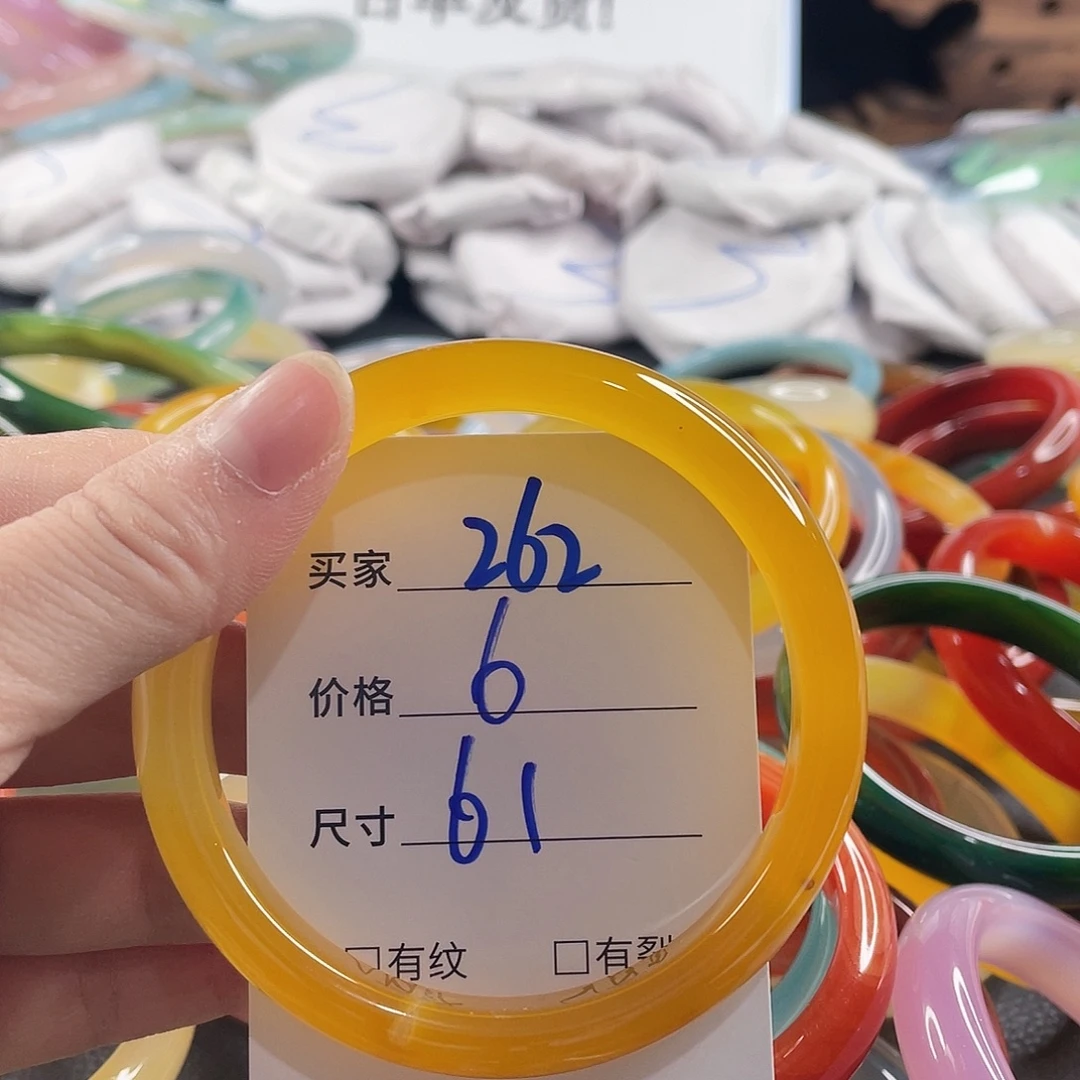 买家 262
价格 6
尺寸 61
□有纹 □有裂